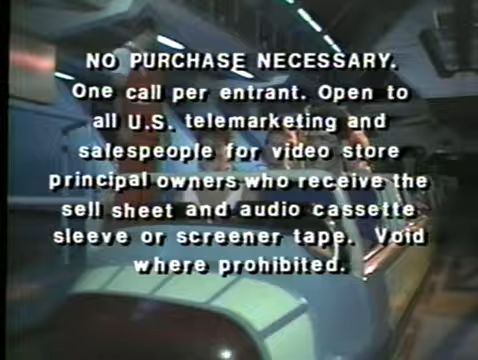 NO PURCHASE NECESSARY.
One call per entrant. Open to
all U.S. telemarketing and
salespeople for video store
principal owners who receive the
sell sheet and audio cassette
sleeve or screener tape. Void
where prohibited.